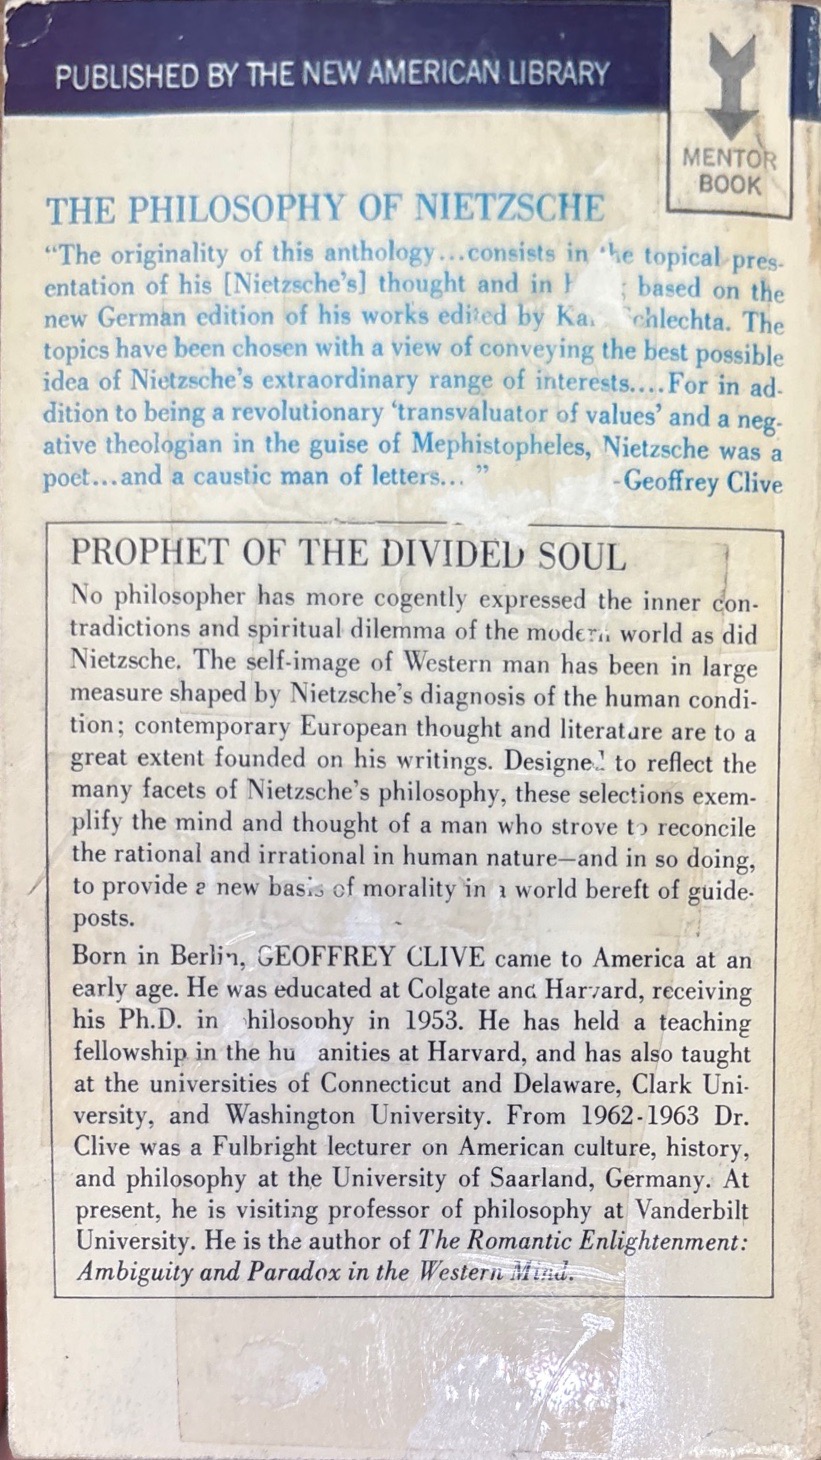 PUBLISHED BY THE NEW AMERICAN LIBRARY
MENTOR
BOOK
THE PHILOSOPHY OF NIETZSCHE
“The originality of this anthology...consists in the topical pres-
entation of his [Nietzsche's] thought and in based on the
new German edition of his works edited by Karl Schlechta. The
topics have been chosen with a view of conveying the best possible
idea of Nietzsche's extraordinary range of interests....For in ad-
dition to being a revolutionary ‘transvaluator of values’ and a neg-
ative theologian in the guise of Mephistopheles, Nietzsche was a
poet...and a caustic man of letters... ”
-Geoffrey Clive
PROPHET OF THE DIVIDED SOUL
No philosopher has more cogently expressed the inner con-
tradictions and spiritual dilemma of the modern world as did
Nietzsche. The self-image of Western man has been in large
measure shaped by Nietzsche's diagnosis of the human condi-
tion; contemporary European thought and literature are to a
great extent founded on his writings. Designed to reflect the
many facets of Nietzsche's philosophy, these selections exem-
plify the mind and thought of a man who strove to reconcile
the rational and irrational in human nature—and in so doing,
to provide a new basis of morality in a world bereft of guide-
posts.
Born in Berlin, GEOFFREY CLIVE came to America at an
early age. He was educated at Colgate and Harvard, receiving
his Ph.D. in philosophy in 1953. He has held a teaching
fellowship in the humanities at Harvard, and has also taught
at the universities of Connecticut and Delaware, Clark Uni-
versity, and Washington University. From 1962-1963 Dr.
Clive was a Fulbright lecturer on American culture, history,
and philosophy at the University of Saarland, Germany. At
present, he is visiting professor of philosophy at Vanderbilt
University. He is the author of The Romantic Enlightenment:
Ambiguity and Paradox in the Western Mind.